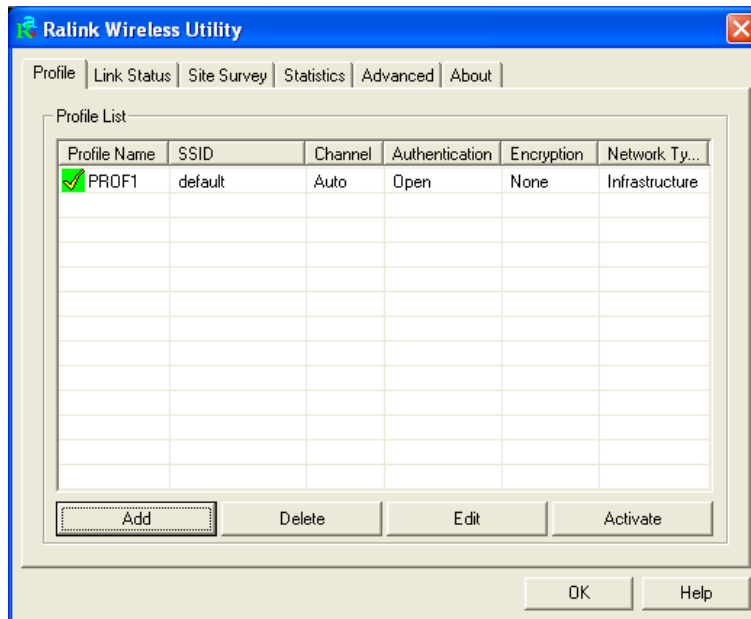 Ralink Wireless Utility
Profile Link Status Site Survey Statistics Advanced About
Profile List
Profile Name SSID Channel Authentication Encryption Network Ty...
PROF1 default Auto Open None Infrastructure
Add Delete Edit Activate
OK Help